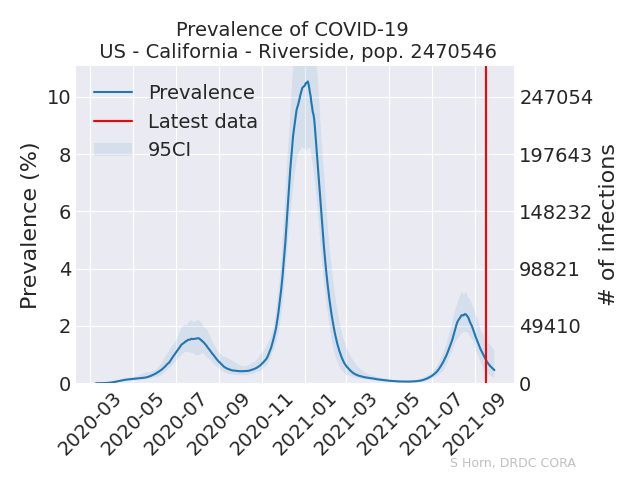 Prevalence of COVID-19
US - California - Riverside, pop. 2470546
Prevalence
Latest data
95CI
Prevalence (%)
10
8
6
4
2
0
247054
197643
148232
98821
49410
0
# of infections
2020-03
2020-05
2020-07
2020-09
2020-11
2021-01
2021-03
2021-05
2021-07
2021-09
S Horn, DRDC CORA